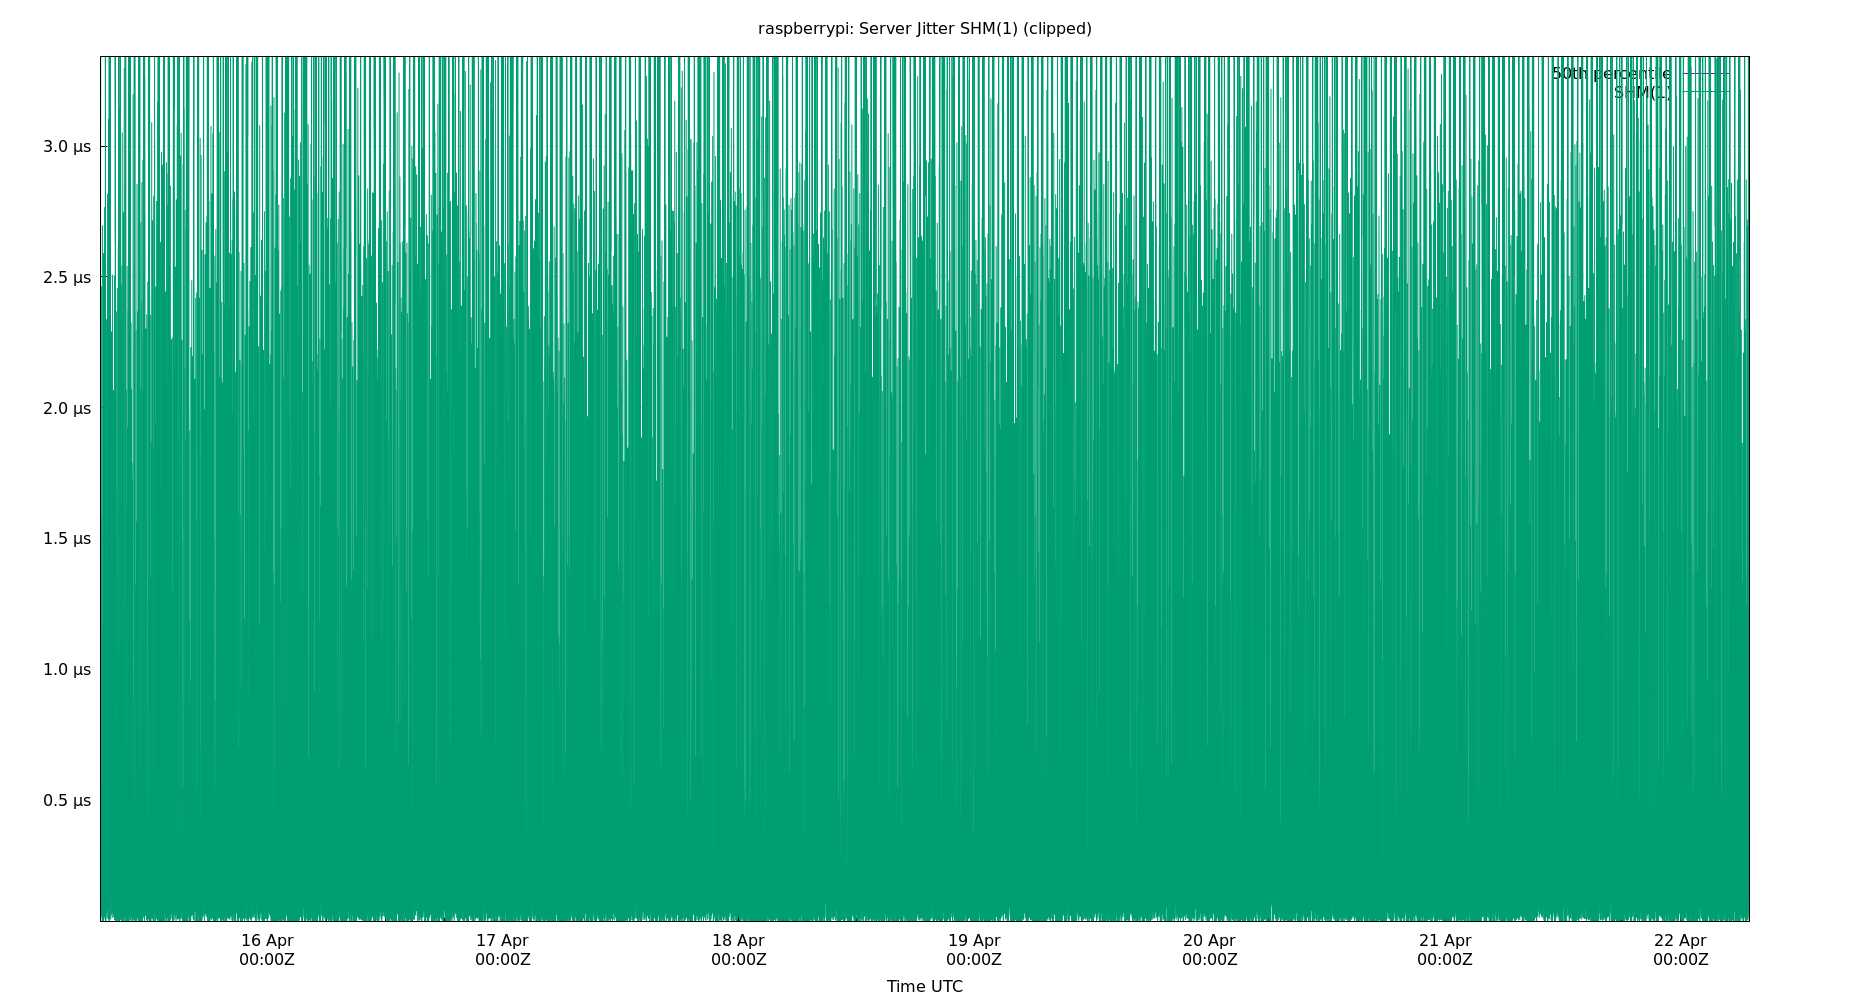 raspberrypi: Server Jitter SHM(1) (clipped)
50th percentile
SHM(1)
3.0 µs
2.5 µs
2.0 µs
1.5 µs
1.0 µs
0.5 µs
16 Apr 17 Apr 18 Apr 19 Apr 20 Apr 21 Apr 22 Apr
00:00Z 00:00Z 00:00Z 00:00Z 00:00Z 00:00Z 00:00Z
Time UTC